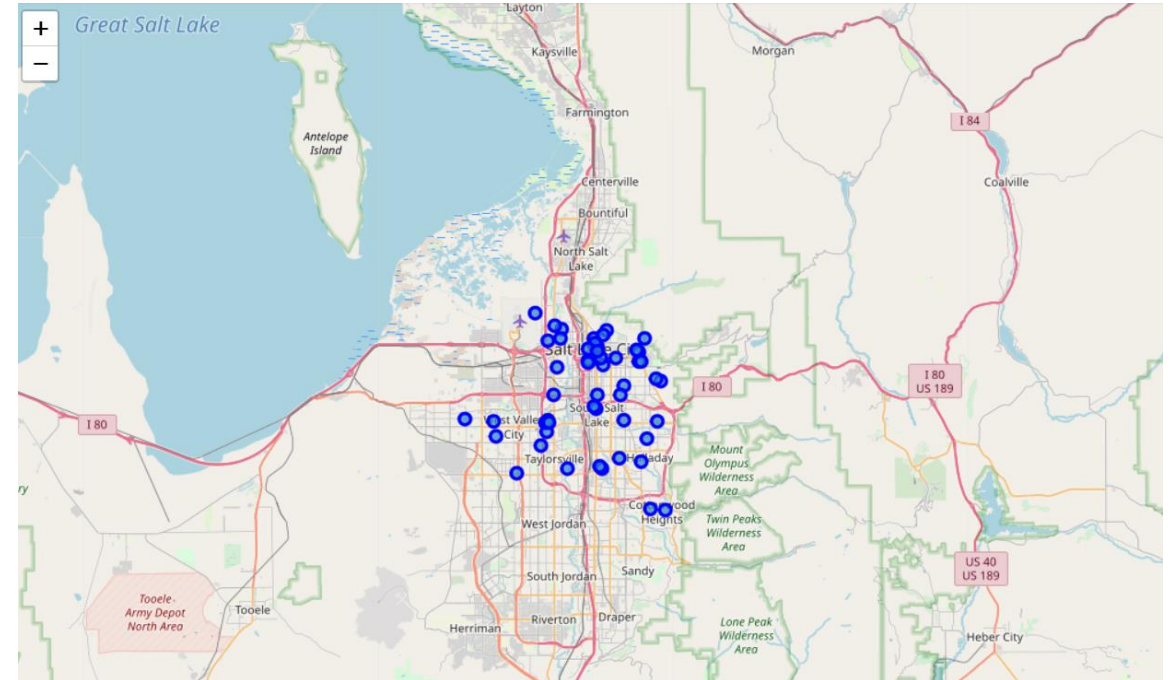 +
−
Great Salt Lake
Layton
Kaysville
Morgan
Farmington
I 84
Antelope
Island
Centerville
Coalville
Bountiful
North Salt
Lake
I 80
US 189
I 80
I 80
Salt
Lake
West Valley
City
Taylorsville
Mount
Olympus
Wilderness
Area
Heights
Twin Peaks
Wilderness
Area
West Jordan
US 40
US 189
South Jordan
Sandy
Tooele
Army Depot
North Area
Tooele
Herriman
Riverton
Draper
Lone Peak
Wilderness
Area
Heber City